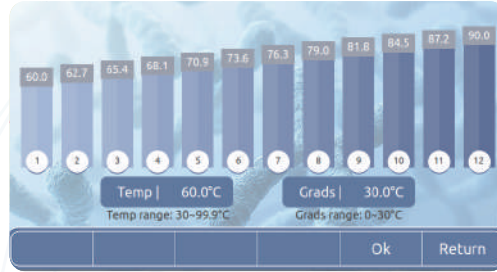 60.0 62.7 65.4 68.1 70.9 73.6 76.3 79.0 81.8 84.5 87.2 90.0
1 2 3 4 5 6 7 8 9 10 11 12
Temp | 60.0°C Grads | 30.0°C
Temp range: 30~99.9°C Grads range: 0~30°C
Ok Return